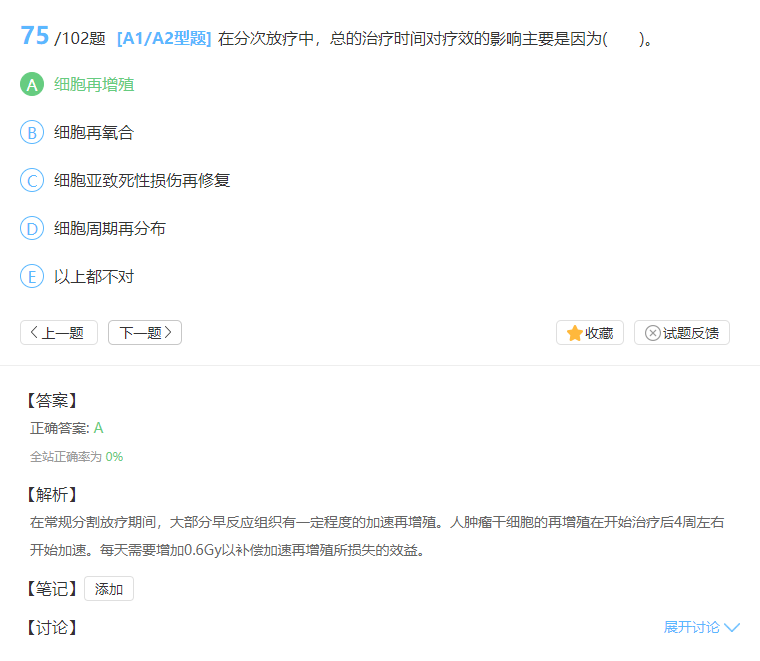 75 /102题 [A1/A2型题] 在分次放疗中，总的治疗时间对疗效的影响主要是因为(  )。
A 细胞再增殖
B 细胞再氧合
C 细胞亚致死性损伤再修复
D 细胞周期再分布
E 以上都不对
上一题 下一题 收藏 试题反馈
【答案】
正确答案: A
全站正确率为 0%
【解析】
在常规分割放疗期间，大部分早反应组织有一定程度的加速再增殖。人肿瘤干细胞的再增殖在开始治疗后4周左右
开始加速。每天需要增加0.6Gy以补偿加速再增殖所损失的效益。
【笔记】 添加
【讨论】 展开讨论